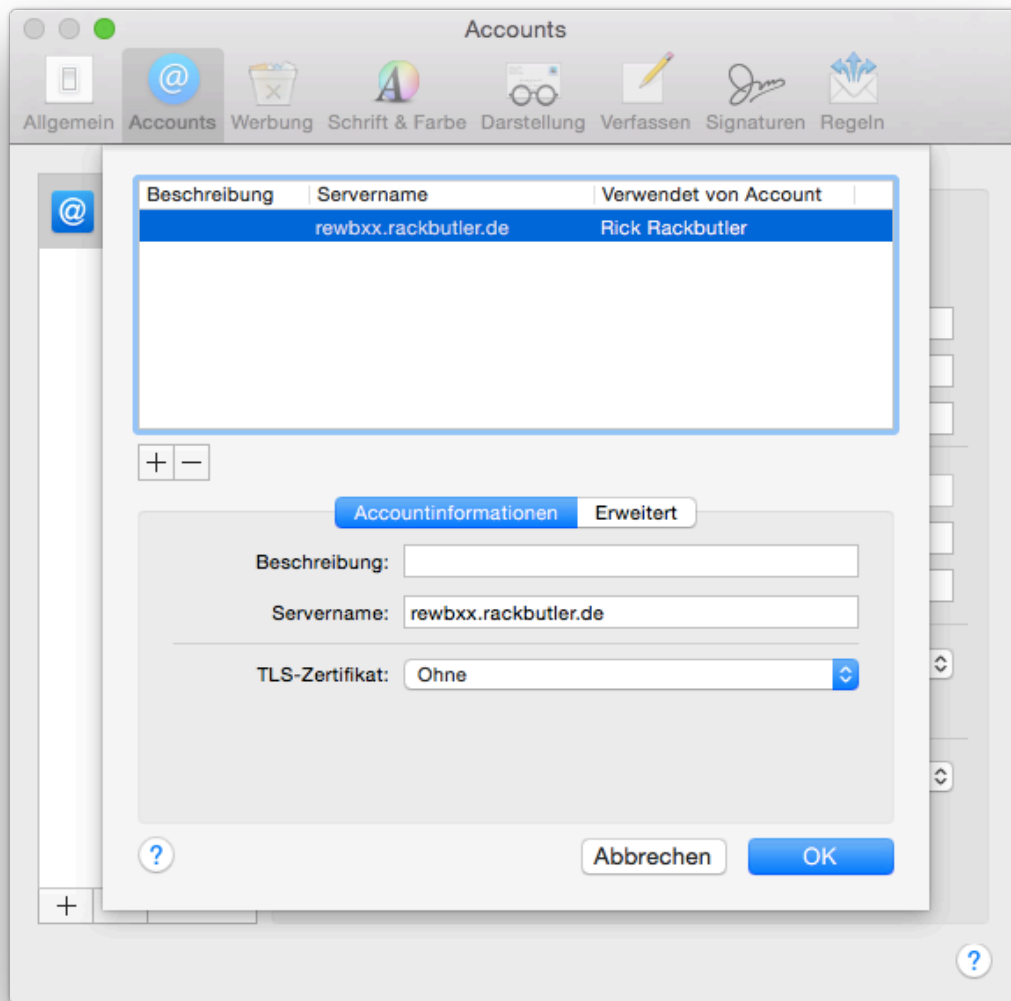 Accounts
Allgemein Accounts Werbung Schrift & Farbe Darstellung Verfassen Signaturen Regeln
Beschreibung Servername Verwendet von Account
rewbxx.rackbutler.de Rick Rackbutler
Accountinformationen Erweitert
Beschreibung:
Servername: rewbxx.rackbutler.de
TLS-Zertifikat: Ohne
? Abbrechen OK
?